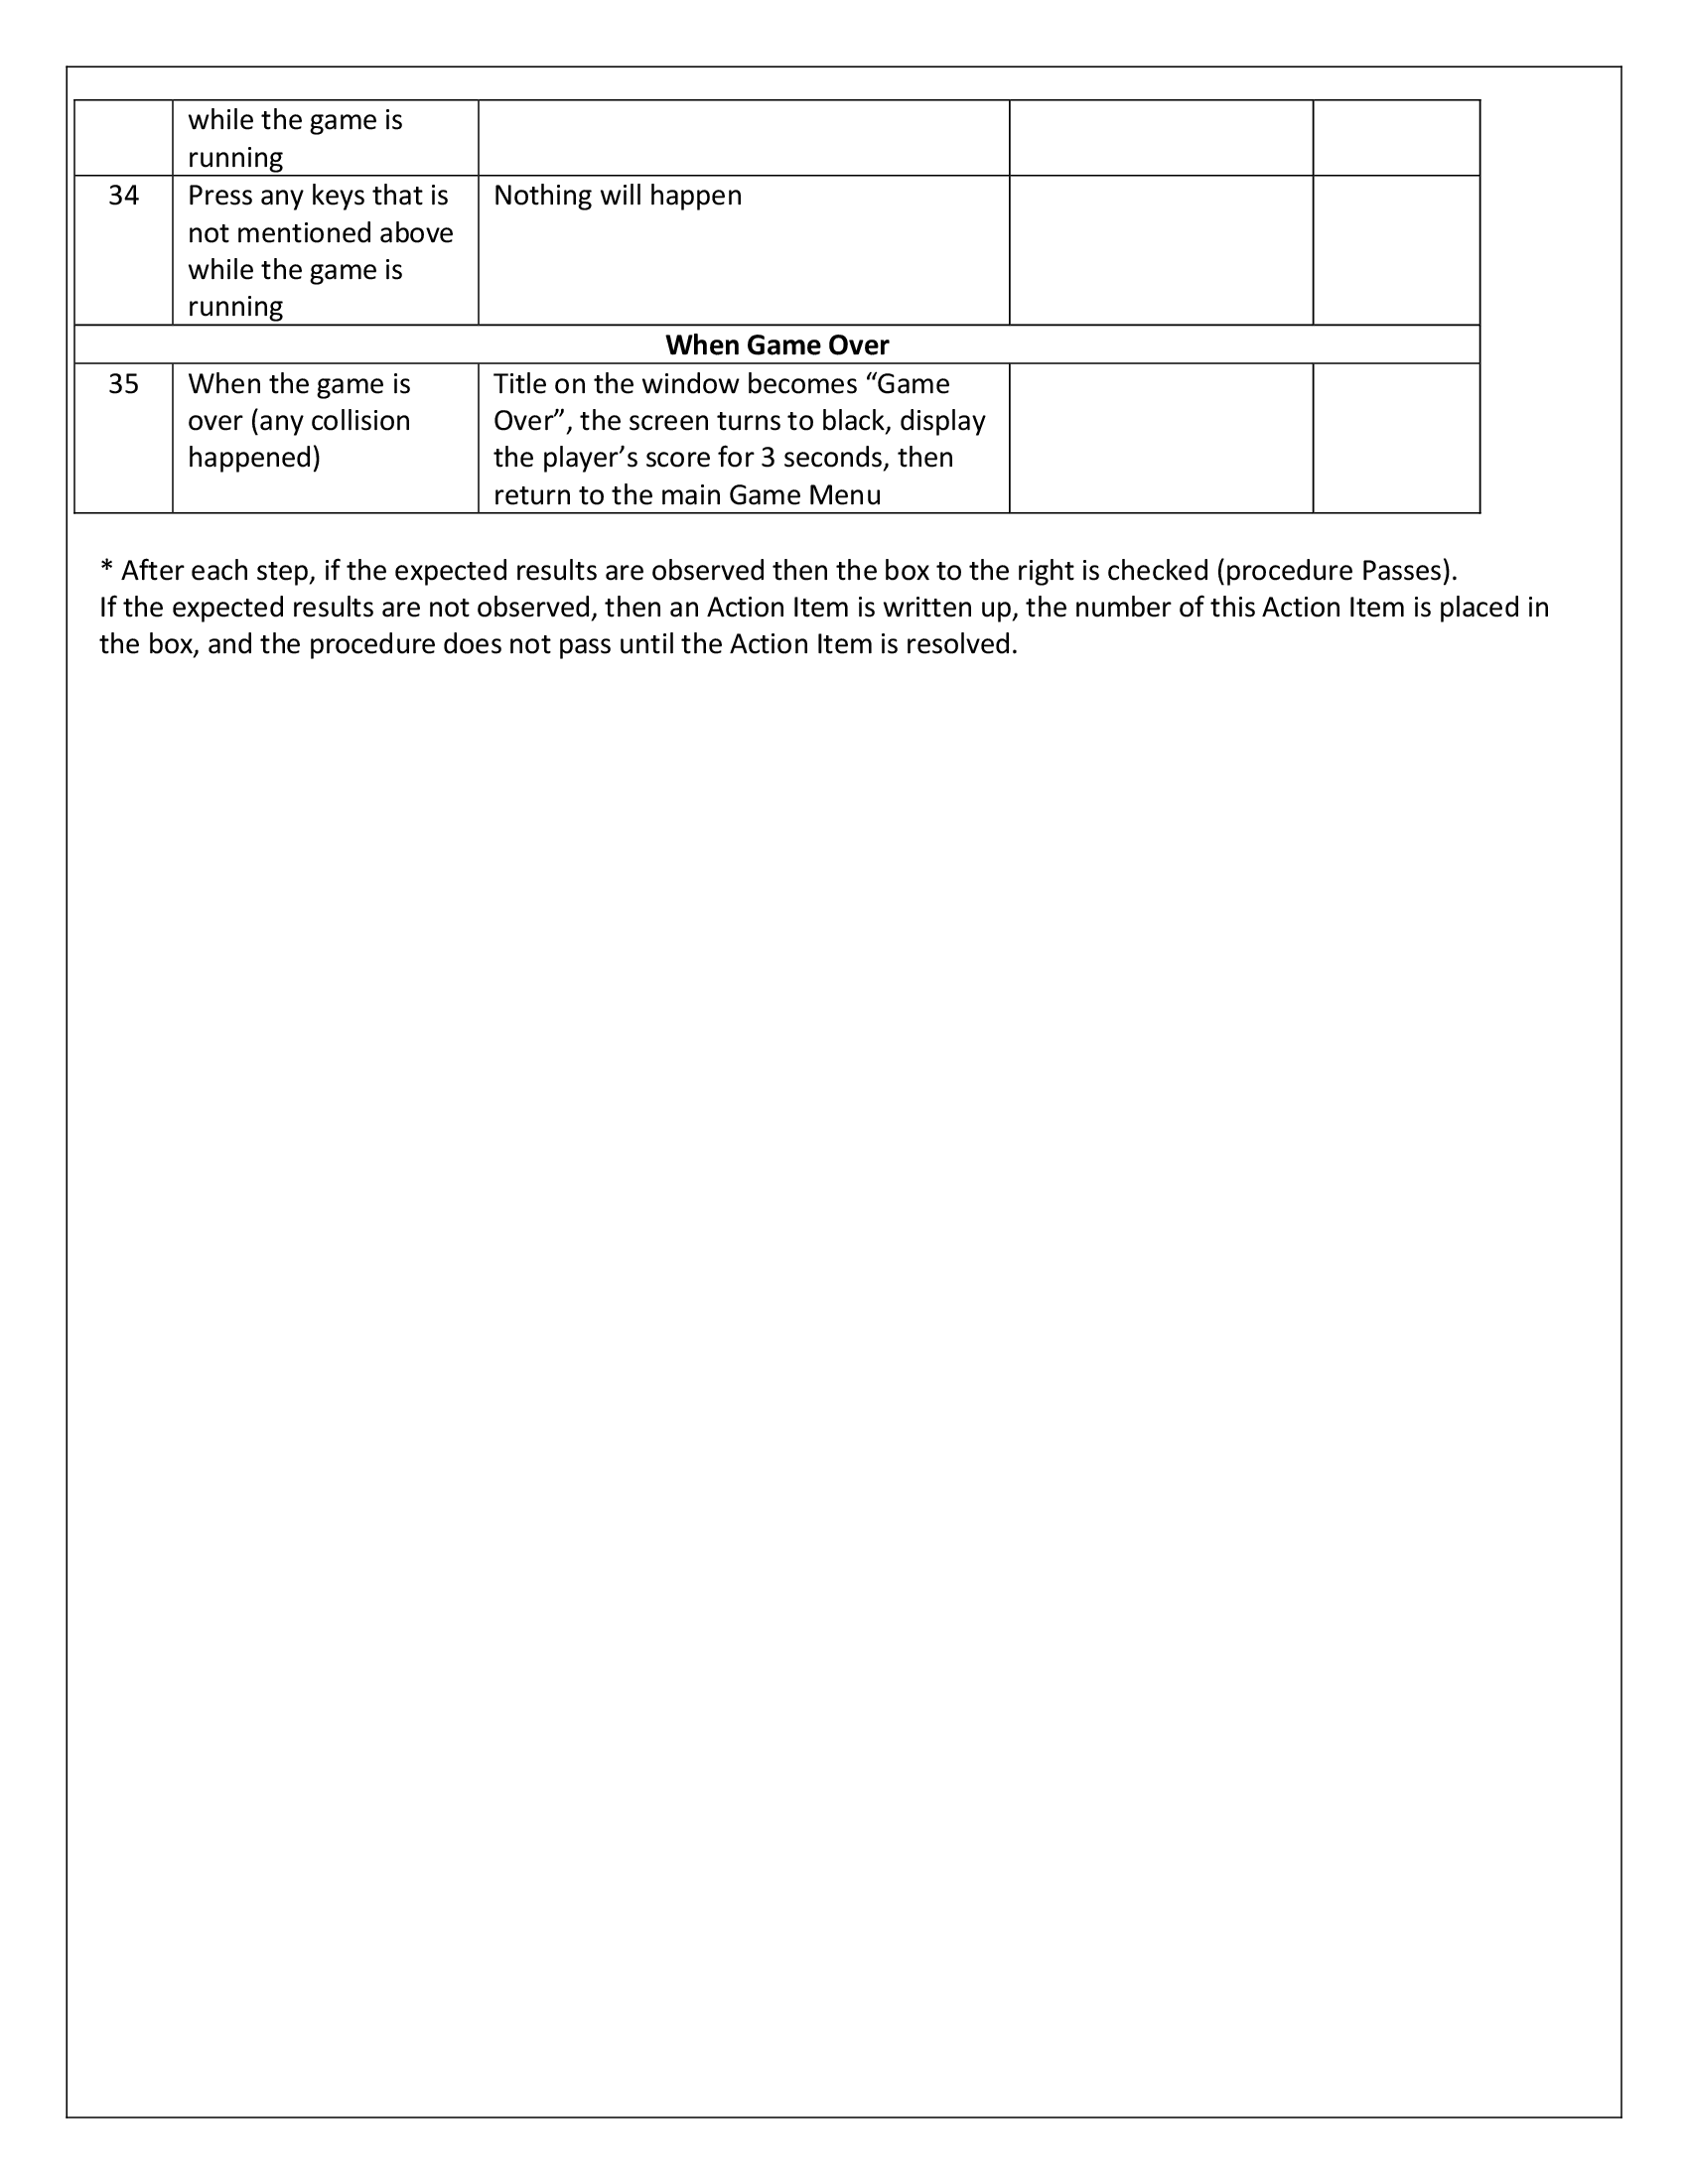 while the game is
running
34 Press any keys that is Nothing will happen
not mentioned above
while the game is
running
When Game Over
35 When the game is Title on the window becomes “Game
over (any collision Over”, the screen turns to black, display
happened) the player’s score for 3 seconds, then
return to the main Game Menu
* After each step, if the expected results are observed then the box to the right is checked (procedure Passes).
If the expected results are not observed, then an Action Item is written up, the number of this Action Item is placed in
the box, and the procedure does not pass until the Action Item is resolved.